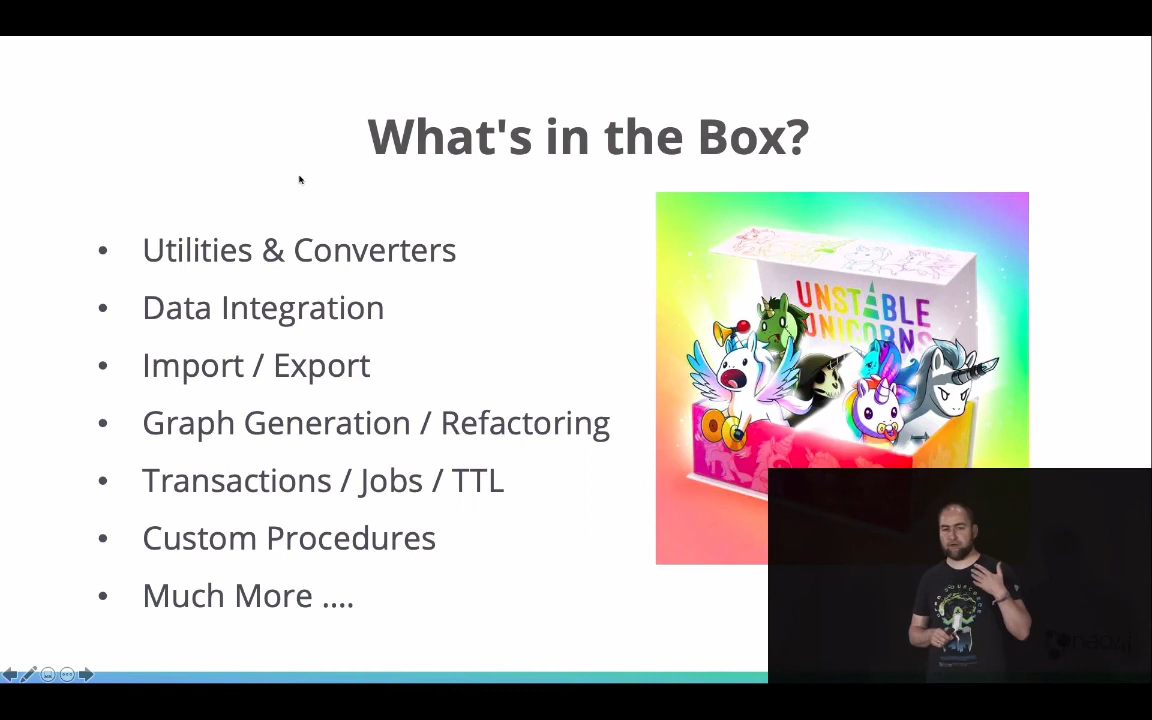 What's in the Box?
• Utilities & Converters
• Data Integration
• Import / Export
• Graph Generation / Refactoring
• Transactions / Jobs / TTL
• Custom Procedures
• Much More ....
UNSTABLE
UNICORNS
neo4j